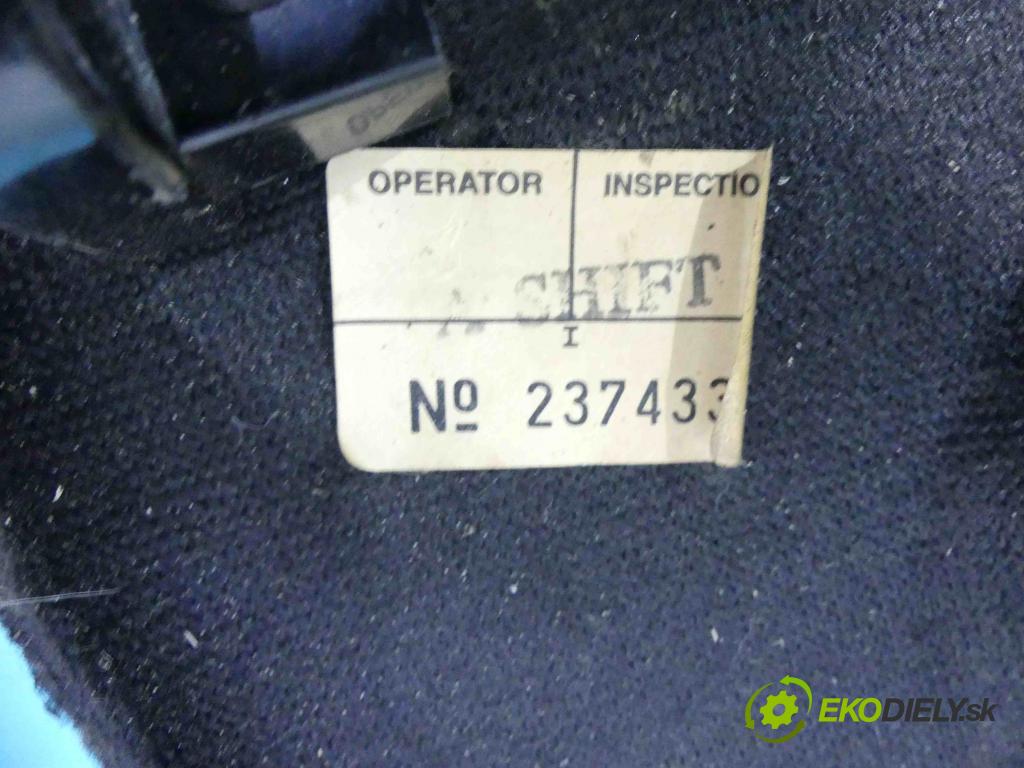 OPERATOR INSPECTIO
A SHIFT
I
Nº 237433
EKODIELY.sk